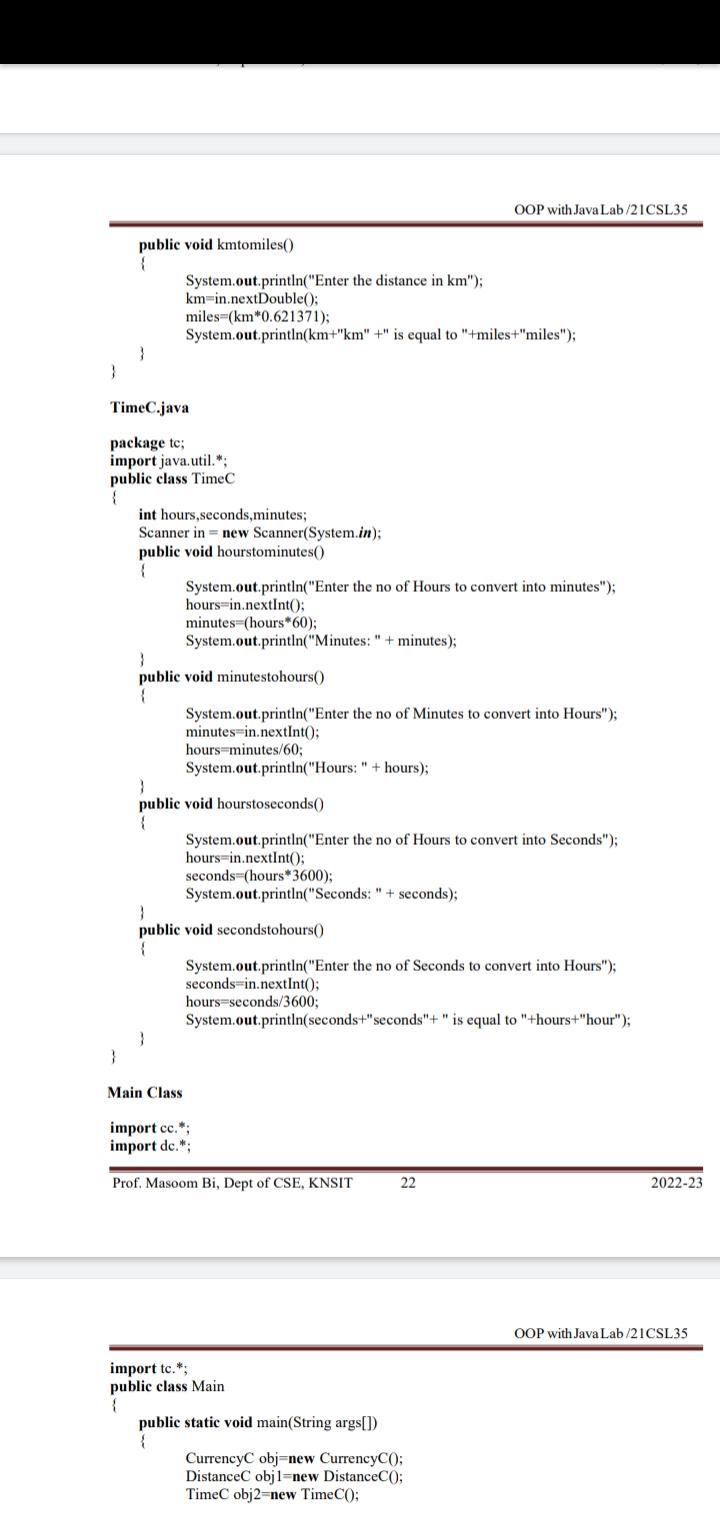 OOP with Java Lab /21CSL35
public void kmtomiles()
{
System.out.println("Enter the distance in km");
km=in.nextDouble();
miles=(km*0.621371);
System.out.println(km+"km" +" is equal to "+miles+"miles");
}
}
TimeC.java
package tc;
import java.util.*;
public class TimeC
{
int hours,seconds,minutes;
Scanner in = new Scanner(System.in);
public void hourstominutes()
{
System.out.println("Enter the no of Hours to convert into minutes");
hours=in.nextInt();
minutes=(hours*60);
System.out.println("Minutes: " + minutes);
}
public void minutestohours()
{
System.out.println("Enter the no of Minutes to convert into Hours");
minutes=in.nextInt();
hours=minutes/60;
System.out.println("Hours: " + hours);
}
public void hourstoseconds()
{
System.out.println("Enter the no of Hours to convert into Seconds");
hours=in.nextInt();
seconds=(hours*3600);
System.out.println("Seconds: " + seconds);
}
public void secondstohours()
{
System.out.println("Enter the no of Seconds to convert into Hours");
seconds=in.nextInt();
hours=seconds/3600;
System.out.println(seconds+"seconds"+ " is equal to "+hours+"hour");
}
}
Main Class
import cc.*;
import dc.*;
Prof. Masoom Bi, Dept of CSE, KNSIT 22 2022-23
OOP with Java Lab /21CSL35
import tc.*;
public class Main
{
public static void main(String args[])
{
CurrencyC obj=new CurrencyC();
DistanceC obj1=new DistanceC();
TimeC obj2=new TimeC();